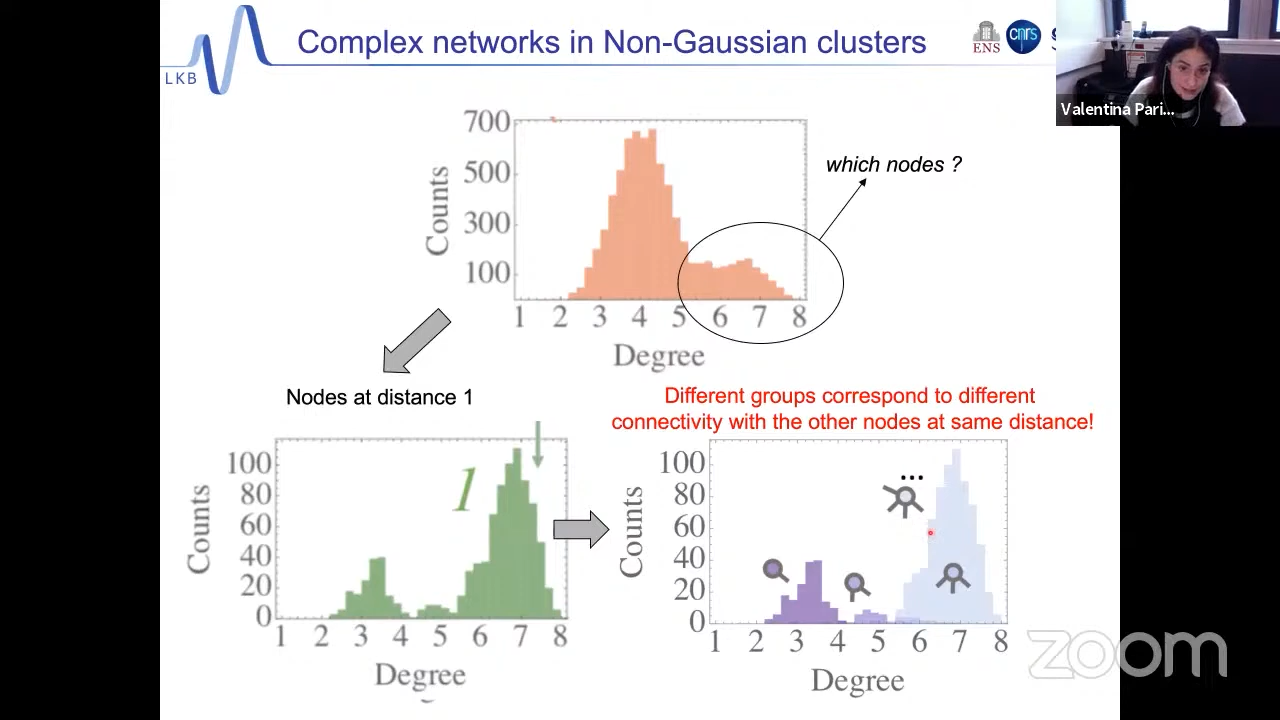 LKB
Complex networks in Non-Gaussian clusters
ENS
cnrs
Valentina Pari...
700
500
300
100
Counts
1 2 3 4 5 6 7 8
Degree
which nodes ?
Nodes at distance 1
Different groups correspond to different
connectivity with the other nodes at same distance!
100
80
60
40
20
0
Counts
1
1 2 3 4 5 6 7 8
Degree
100
80
60
40
20
0
Counts
...
1 2 3 4 5 6 7 8
Degree
zoom